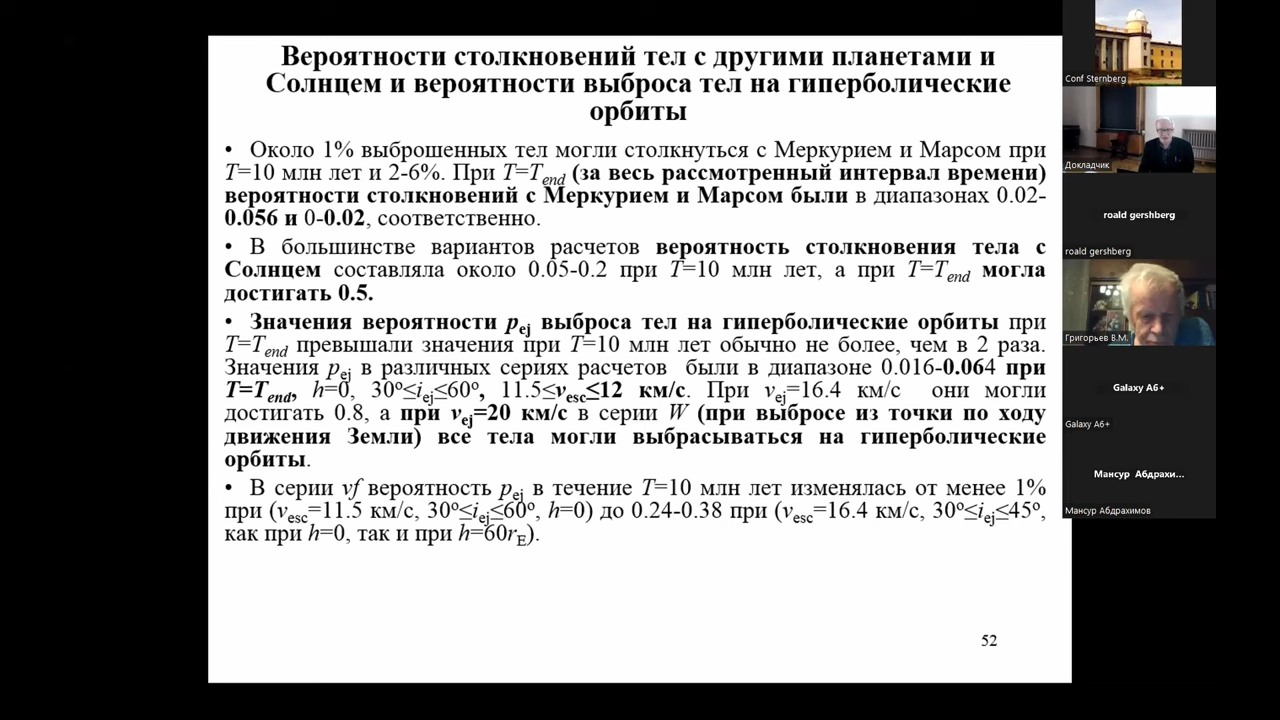 Вероятности столкновений тел с другими планетами и
Солнцем и вероятности выброса тел на гиперболические
орбиты
• Около 1% выброшенных тел могли столкнуться с Меркурием и Марсом при
T=10 млн лет и 2-6%. При T=Tend (за весь рассмотренный интервал времени)
вероятности столкновений с Меркурием и Марсом были в диапазонах 0.02-
0.056 и 0-0.02, соответственно.
• В большинстве вариантов расчетов вероятность столкновения тела с
Солнцем составляла около 0.05-0.2 при T=10 млн лет, а при T=Tend могла
достигать 0.5.
• Значения вероятности pej выброса тел на гиперболические орбиты при
T=Tend превышали значения при T=10 млн лет обычно не более, чем в 2 раза.
Значения pej в различных сериях расчетов были в диапазоне 0.016-0.064 при
T=Tend, h=0, 30º≤iej≤60º, 11.5≤vesc≤12 км/с. При vej=16.4 км/с они могли
достигать 0.8, а при vej=20 км/с в серии W (при выбросе из точки по ходу
движения Земли) все тела могли выбрасываться на гиперболические
орбиты.
• В серии vf вероятность pej в течение T=10 млн лет изменялась от менее 1%
при (vesc=11.5 км/с, 30º≤iej≤60º, h=0) до 0.24-0.38 при (vesc=16.4 км/с, 30º≤iej≤45º,
как при h=0, так и при h=60rE).
52
Conf Sternberg
Докладчик
roald gershberg
roald gershberg
Григорьев В.М.
Galaxy A6+
Galaxy A6+
Мансур Абдрахи...
Мансур Абдрахимов